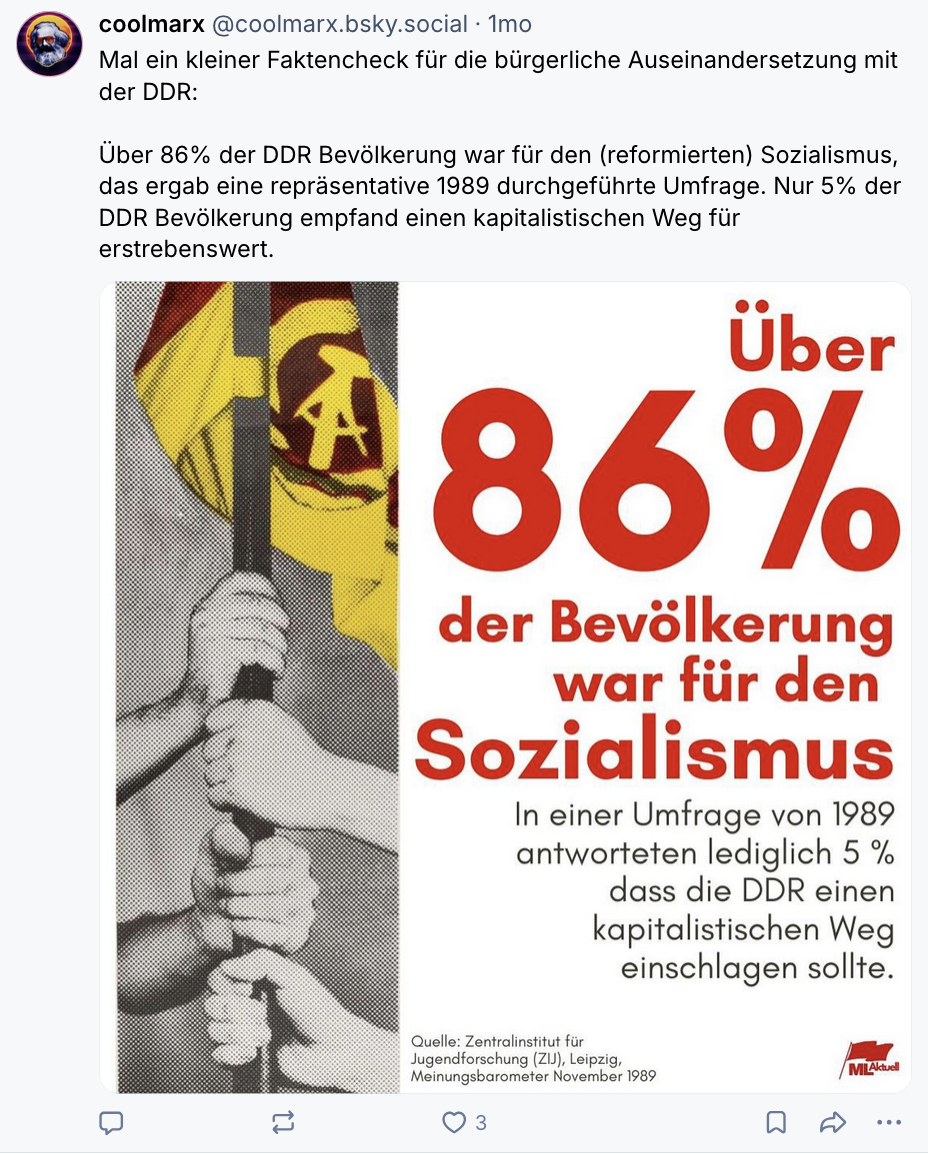 coolmarx @coolmarx.bsky.social · 1mo
Mal ein kleiner Faktencheck für die bürgerliche Auseinandersetzung mit
der DDR:
Über 86% der DDR Bevölkerung war für den (reformierten) Sozialismus,
das ergab eine repräsentative 1989 durchgeführte Umfrage. Nur 5% der
DDR Bevölkerung empfand einen kapitalistischen Weg für
erstrebenswert.
Über
86%
der Bevölkerung
war für den
Sozialismus
In einer Umfrage von 1989
antworteten lediglich 5 %
dass die DDR einen
kapitalistischen Weg
einschlagen sollte.
Quelle: Zentralinstitut für
Jugendforschung (ZIJ), Leipzig,
Meinungsbarometer November 1989
MLAktuell
3